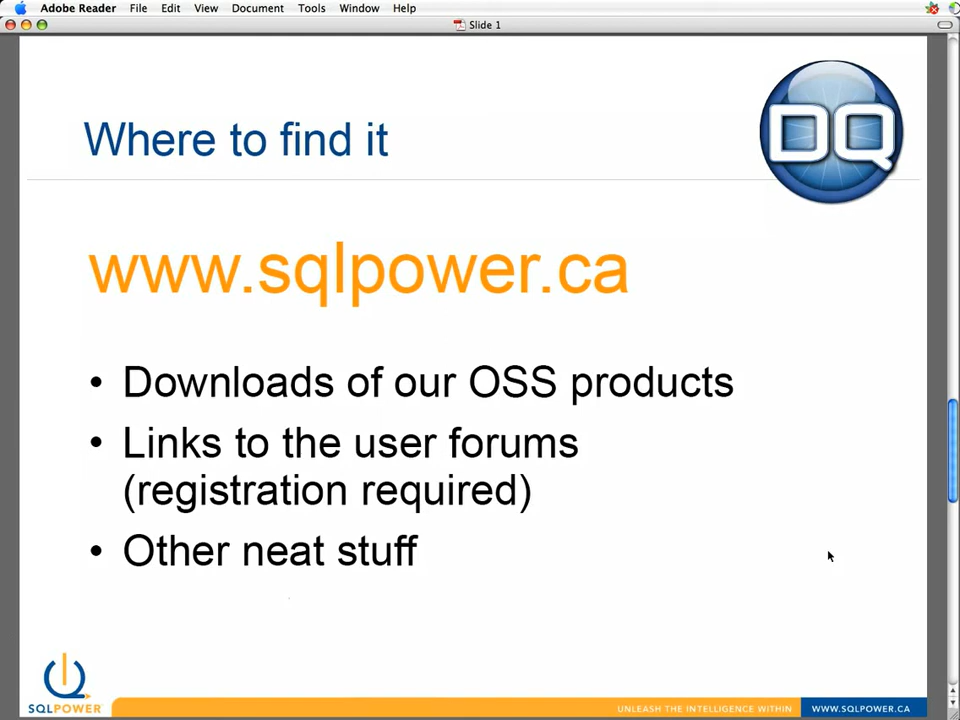 Adobe Reader File Edit View Document Tools Window Help
Slide 1
DQ
Where to find it
www.sqlpower.ca
• Downloads of our OSS products
• Links to the user forums
(registration required)
• Other neat stuff
SQLPOWER
UNLEASH THE INTELLIGENCE WITHIN
WWW.SQLPOWER.CA